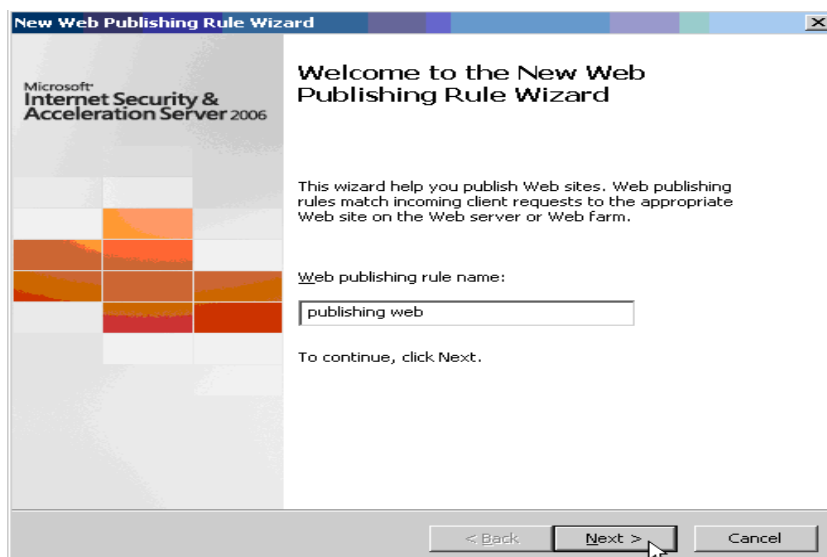 New Web Publishing Rule Wizard
Microsoft
Internet Security &
Acceleration Server 2006
Welcome to the New Web
Publishing Rule Wizard
This wizard help you publish Web sites. Web publishing
rules match incoming client requests to the appropriate
Web site on the Web server or Web farm.
Web publishing rule name:
publishing web
To continue, click Next.
< Back
Next >
Cancel